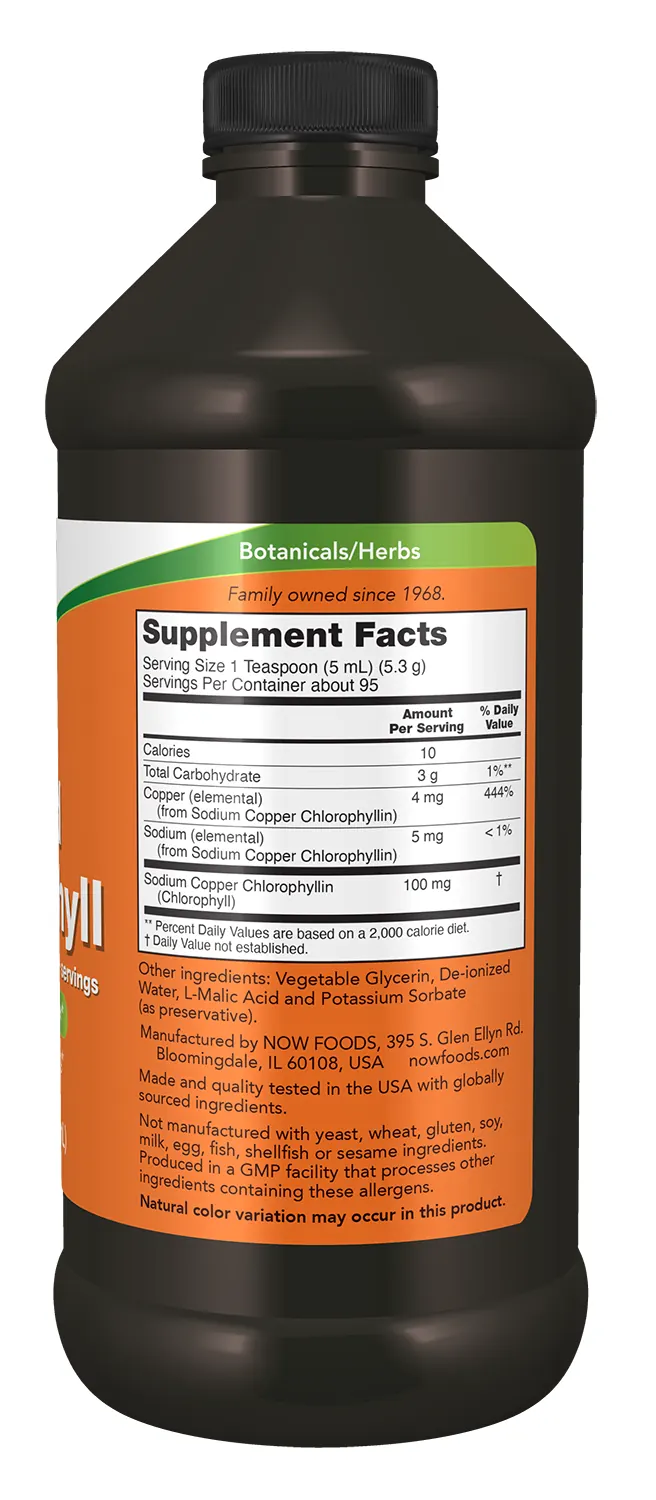 Botanicals/Herbs
Family owned since 1968.
Supplement Facts
Serving Size 1 Teaspoon (5 mL) (5.3 g)
Servings Per Container about 95
Amount Per Serving % Daily Value
Calories 10
Total Carbohydrate 3 g 1%**
Copper (elemental) 4 mg 444%
(from Sodium Copper Chlorophyllin)
Sodium (elemental) 5 mg < 1%
(from Sodium Copper Chlorophyllin)
Sodium Copper Chlorophyllin 100 mg †
(Chlorophyll)
** Percent Daily Values are based on a 2,000 calorie diet.
† Daily Value not established.
servings
Other ingredients: Vegetable Glycerin, De-ionized
Water, L-Malic Acid and Potassium Sorbate
(as preservative).
Manufactured by NOW FOODS, 395 S. Glen Ellyn Rd.
Bloomingdale, IL 60108, USA nowfoods.com
Made and quality tested in the USA with globally
sourced ingredients.
Not manufactured with yeast, wheat, gluten, soy,
milk, egg, fish, shellfish or sesame ingredients.
Produced in a GMP facility that processes other
ingredients containing these allergens.
Natural color variation may occur in this product.